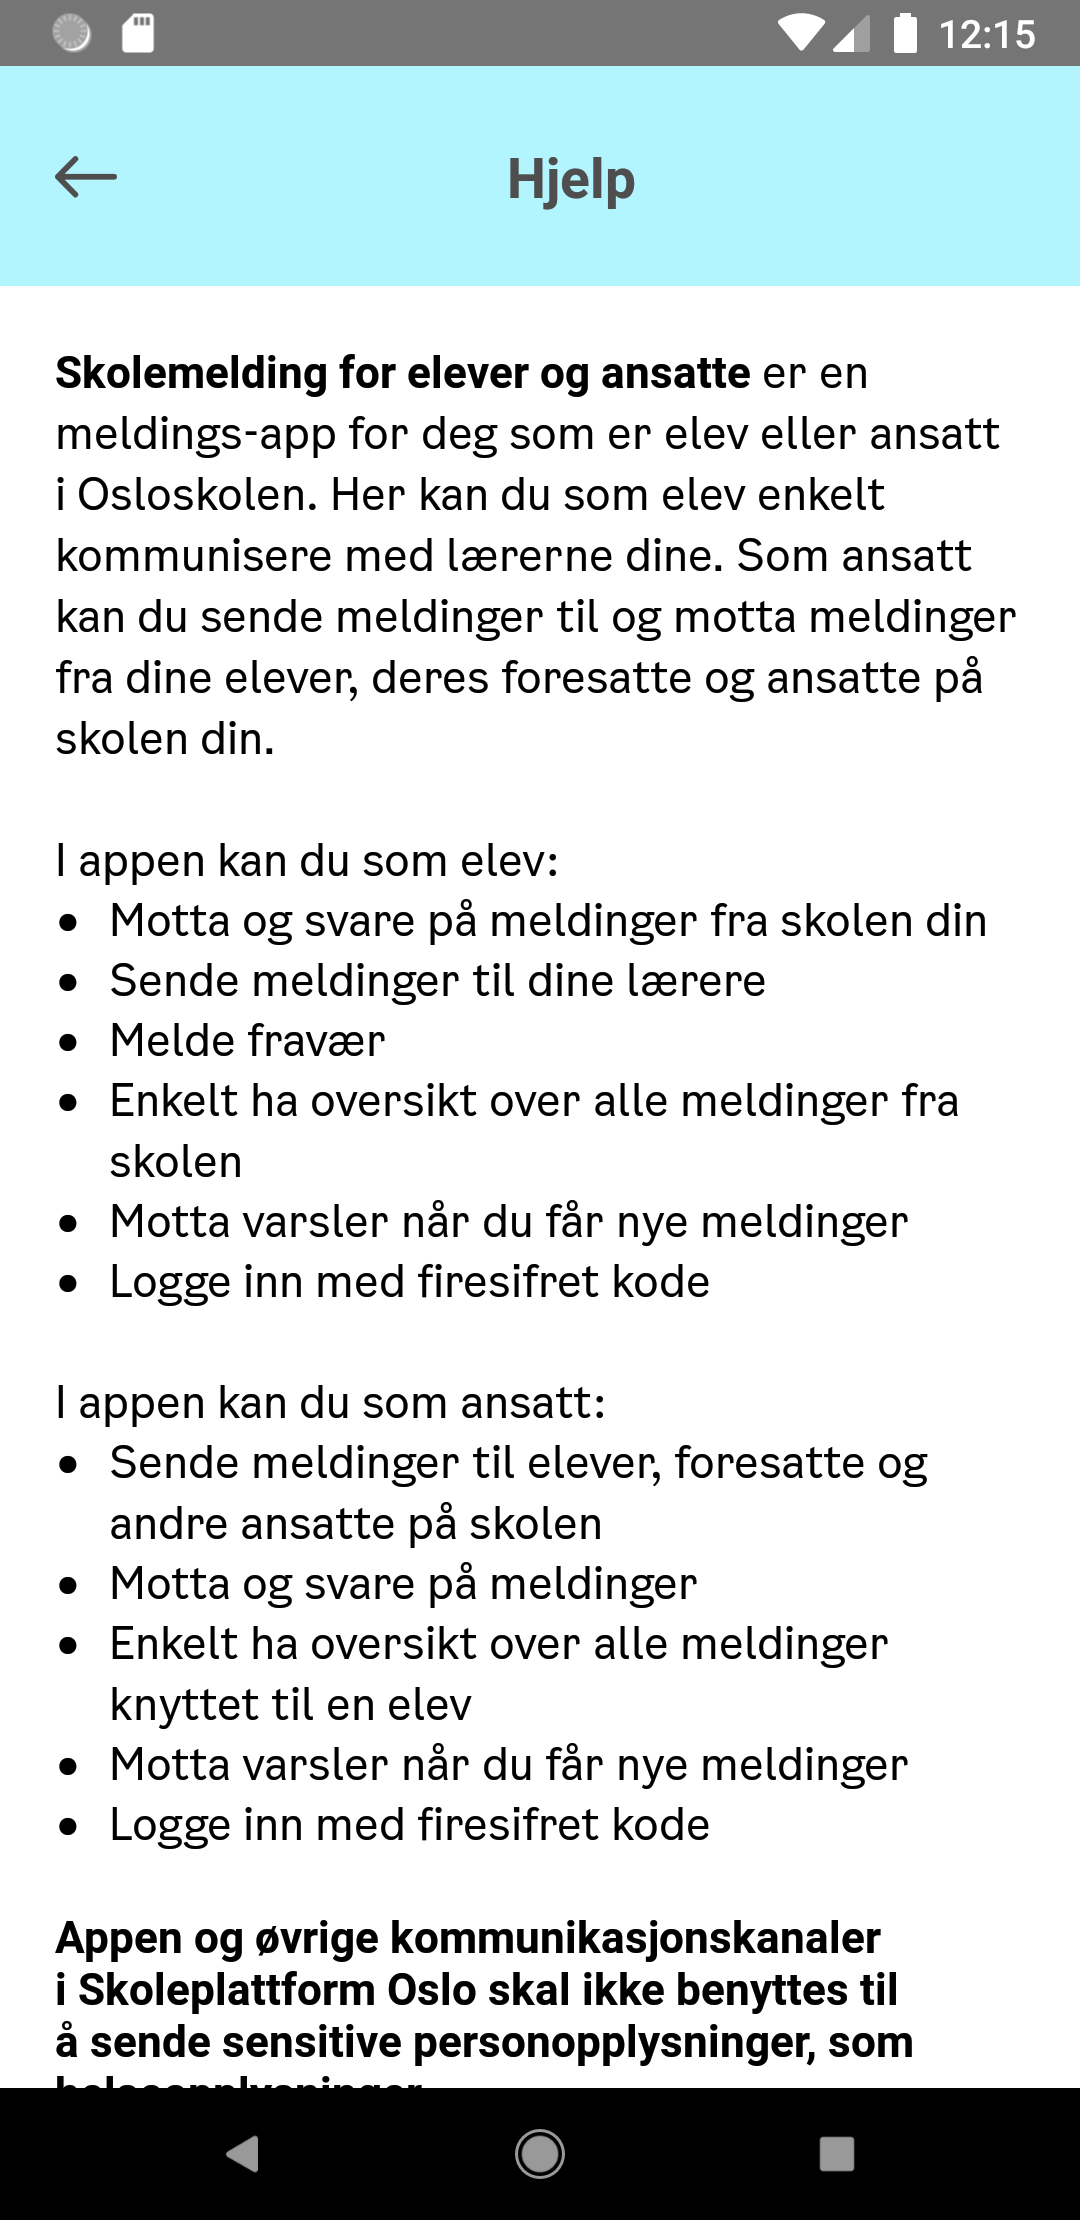 12:15
Hjelp
Skolemelding for elever og ansatte er en
meldings-app for deg som er elev eller ansatt
i Osloskolen. Her kan du som elev enkelt
kommunisere med lærerne dine. Som ansatt
kan du sende meldinger til og motta meldinger
fra dine elever, deres foresatte og ansatte på
skolen din.
I appen kan du som elev:
• Motta og svare på meldinger fra skolen din
• Sende meldinger til dine lærere
• Melde fravær
• Enkelt ha oversikt over alle meldinger fra
skolen
• Motta varsler når du får nye meldinger
• Logge inn med firesifret kode
I appen kan du som ansatt:
• Sende meldinger til elever, foresatte og
andre ansatte på skolen
• Motta og svare på meldinger
• Enkelt ha oversikt over alle meldinger
knyttet til en elev
• Motta varsler når du får nye meldinger
• Logge inn med firesifret kode
Appen og øvrige kommunikasjonskanaler
i Skoleplattform Oslo skal ikke benyttes til
å sende sensitive personopplysninger, som